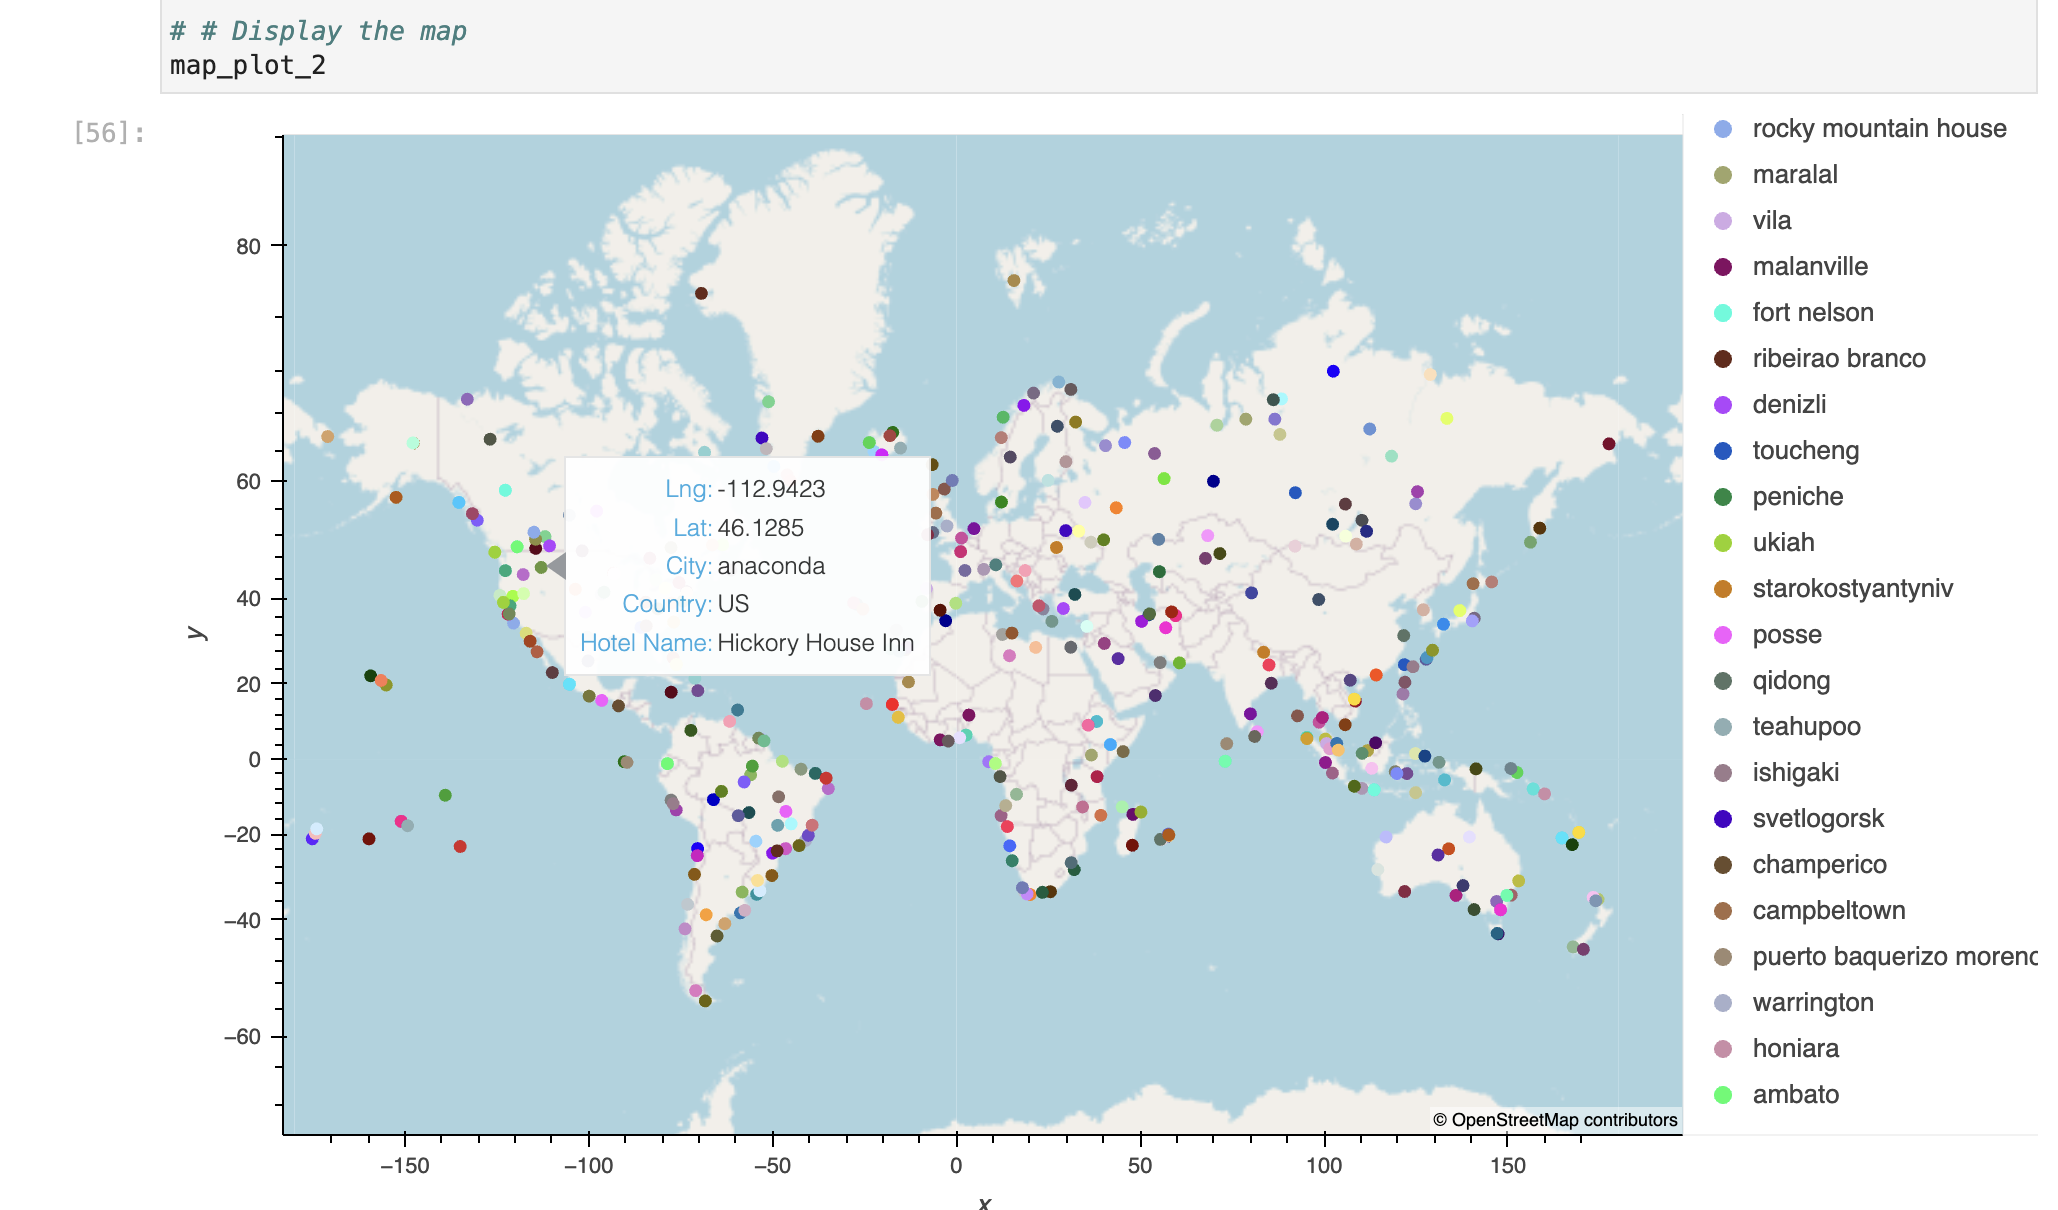 # # Display the map
map_plot_2
[56]:
80
60
40
20
0
−20
−40
−60
y
−150
−100
−50
0
50
100
150
x
Lng: -112.9423
Lat: 46.1285
City: anaconda
Country: US
Hotel Name: Hickory House Inn
© OpenStreetMap contributors
rocky mountain house
maralal
vila
malanville
fort nelson
ribeirao branco
denizli
toucheng
peniche
ukiah
starokostyantyniv
posse
qidong
teahupoo
ishigaki
svetlogorsk
champerico
campbeltown
puerto baquerizo morenc
warrington
honiara
ambato